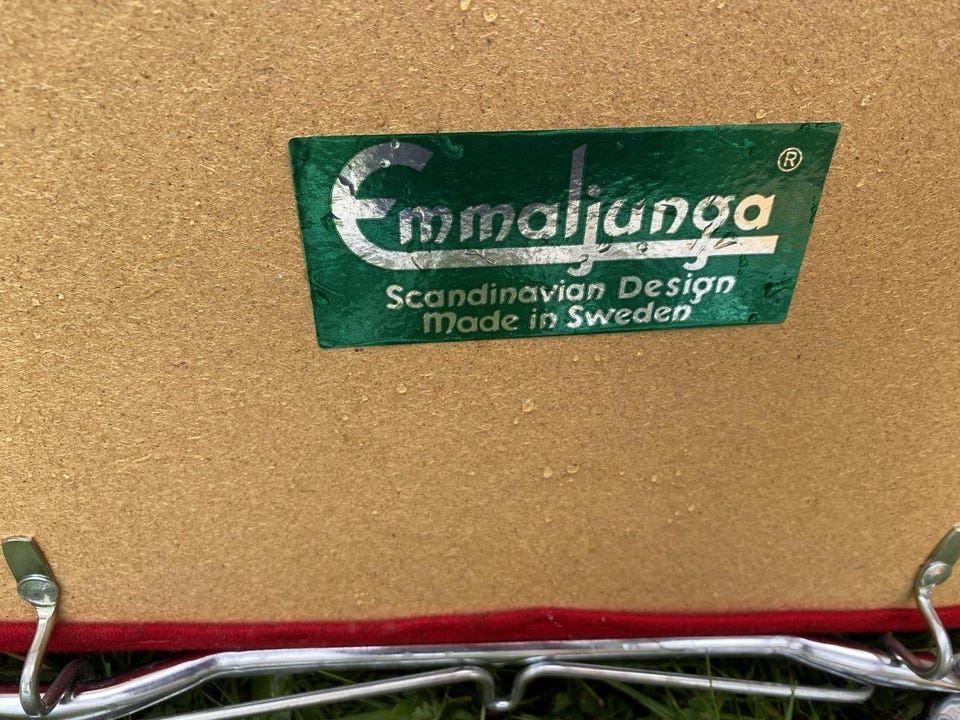 Emmaljunga ®
Scandinavian Design
Made in Sweden